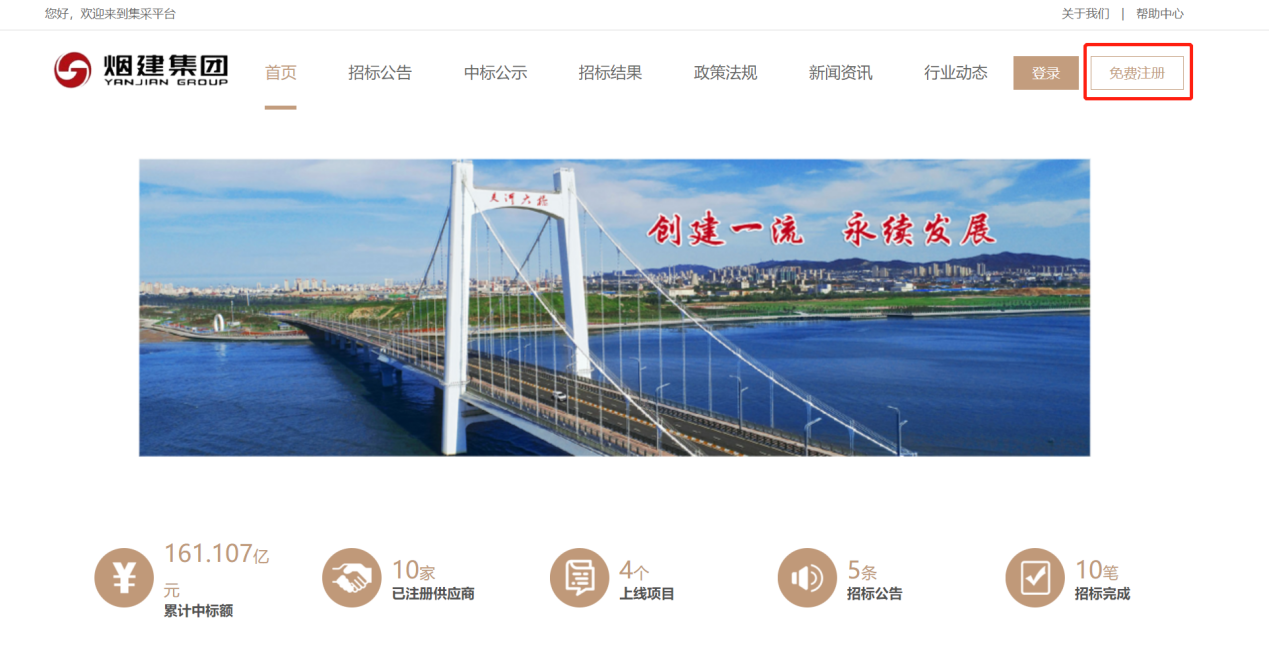 您好，欢迎来到集采平台
关于我们 | 帮助中心
烟建集团
YANJIAN GROUP
首页 招标公告 中标公示 招标结果 政策法规 新闻资讯 行业动态 登录 免费注册
创建一流 永续发展
161.107亿元
累计中标额
10家
已注册供应商
4个
上线项目
5条
招标公告
10笔
招标完成